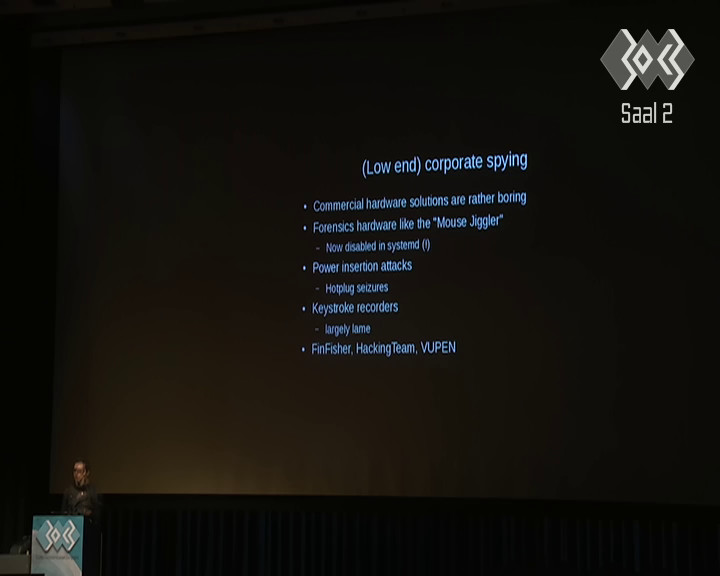 Saal 2
(Low end) corporate spying
• Commercial hardware solutions are rather boring
• Forensics hardware like the "Mouse Jiggler"
– Now disabled in systemd (!)
• Power insertion attacks
– Hotplug seizures
• Keystroke recorders
– largely lame
• FinFisher, HackingTeam, VUPEN